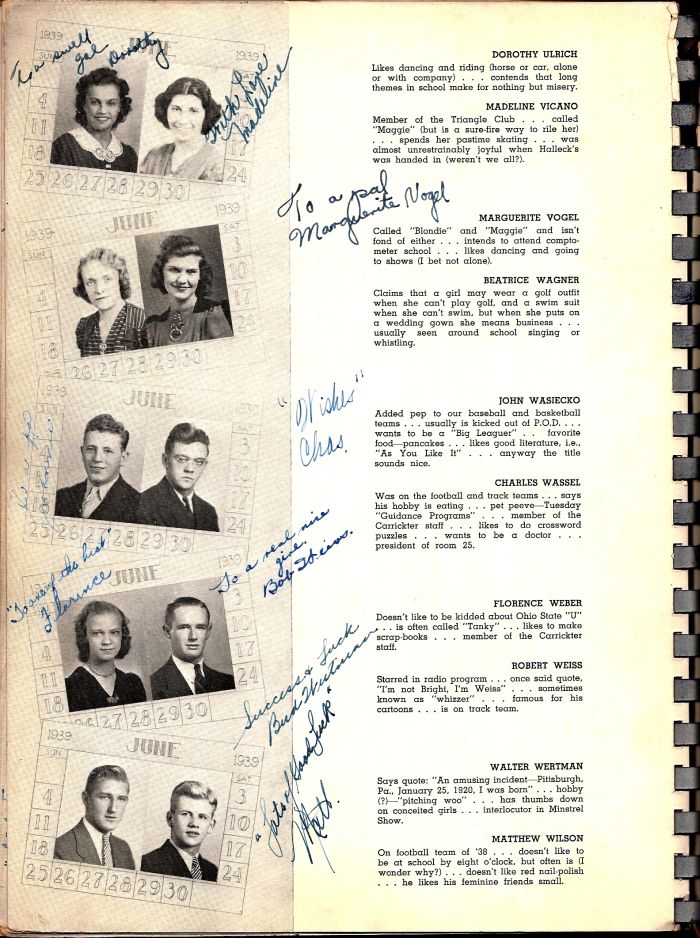 1939
JUNE
1939
SUN
To a swell
gal
Dorothy
With Love
Madeline
4
11
18
17
24
25 26 27 28 29 30
DOROTHY ULRICH
Likes dancing and riding (horse or car, alone
or with company) . . . contends that long
themes in school make for nothing but misery.
MADELINE VICANO
Member of the Triangle Club . . . called
"Maggie" (but is a sure-fire way to rile her)
. . . spends her pastime skating . . . was
almost unrestrainably joyful when Halleck's
was handed in (weren't we all?).
To a pal
Marguerite Vogel
1939
JUNE
1939
SUN
SAT
3
10
4
11
18
24
27 28 29 30
MARGUERITE VOGEL
Called "Blondie" and "Maggie" and isn't
fond of either . . . intends to attend compto-
meter school . . . likes dancing and going
to shows (I bet not alone).
BEATRICE WAGNER
Claims that a girl may wear a golf outfit
when she can't play golf, and a swim suit
when she can't swim, but when she puts on
a wedding gown she means business . . .
usually seen around school singing or
whistling.
1939
JUNE
25 26 27 28 29 30
"Wishes"
Chas.
JOHN WASIECKO
Added pep to our baseball and basketball
teams . . . usually is kicked out of P.O.D. . . .
wants to be a "Big Leaguer" . . favorite
food—pancakes . . . likes good literature, i.e.,
"As You Like It" . . . anyway the title
sounds nice.
CHARLES WASSEL
Was on the football and track teams . . . says
his hobby is eating . . . pet peeve—Tuesday
"Guidance Programs" . . . member of the
Carrickter staff . . . likes to do crossword
puzzles . . . wants to be a doctor . . .
president of room 25.
1939
JUNE
3
4
11
18
17
24
27 28 29 30
Florence
To a real nice
Bob Weiss.
FLORENCE WEBER
Doesn't like to be kidded about Ohio State "U"
. . . is often called "Tanky" . . . likes to make
scrap-books . . . member of the Carrickter
staff.
ROBERT WEISS
Starred in radio program . . . once said quote,
"I'm not Bright, I'm Weiss" . . . sometimes
known as "whizzer" . . . famous for his
cartoons . . . is on track team.
Success & Luck
Bud Wertman
"Lots of Good Luck"
Matt.
1939
JUNE
1939
SUN
SAT
4
3
11
10
18
17
25 26 27 28 29 30
24
WALTER WERTMAN
Says quote: "An amusing incident—Pittsburgh,
Pa., January 25, 1920, I was born" . . . hobby
(?)—"pitching woo" . . . has thumbs down
on conceited girls . . . interlocutor in Minstrel
Show.
MATTHEW WILSON
On football team of '38 . . . doesn't like to
be at school by eight o'clock, but often is (I
wonder why?) . . . doesn't like red nail-polish
. . . he likes his feminine friends small.